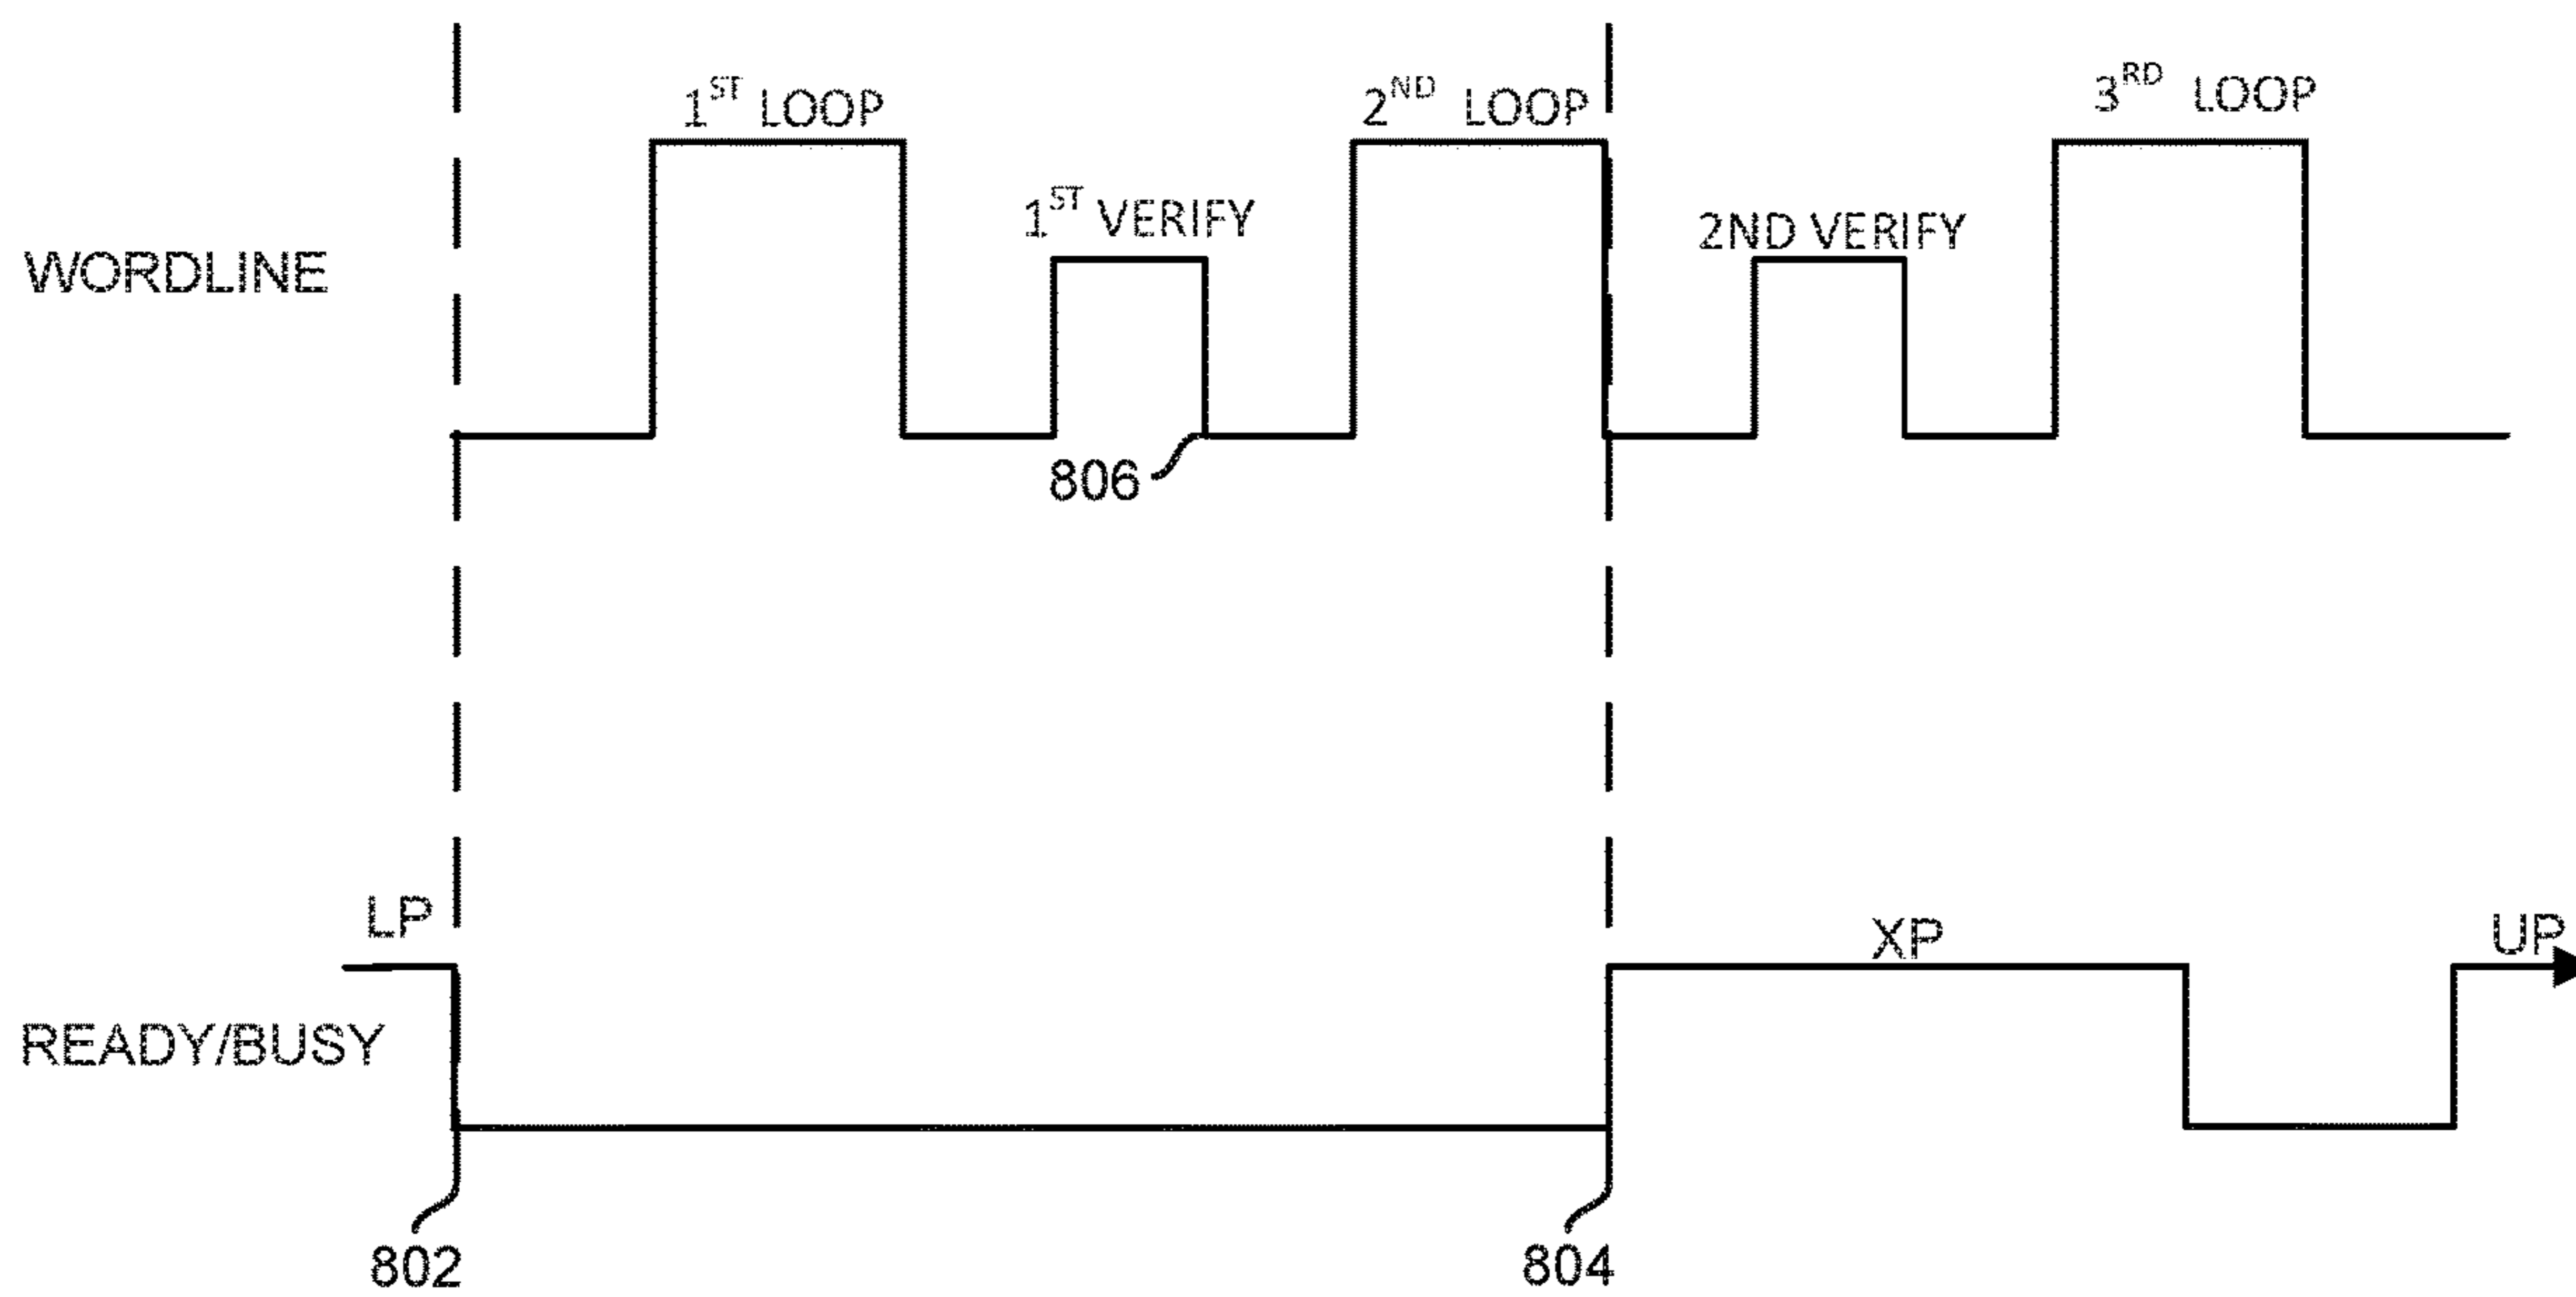 1ST LOOP
2ND LOOP
3RD LOOP
1ST VERIFY
2ND VERIFY
WORDLINE
806
LP
XP
UP
READY/BUSY
802
804